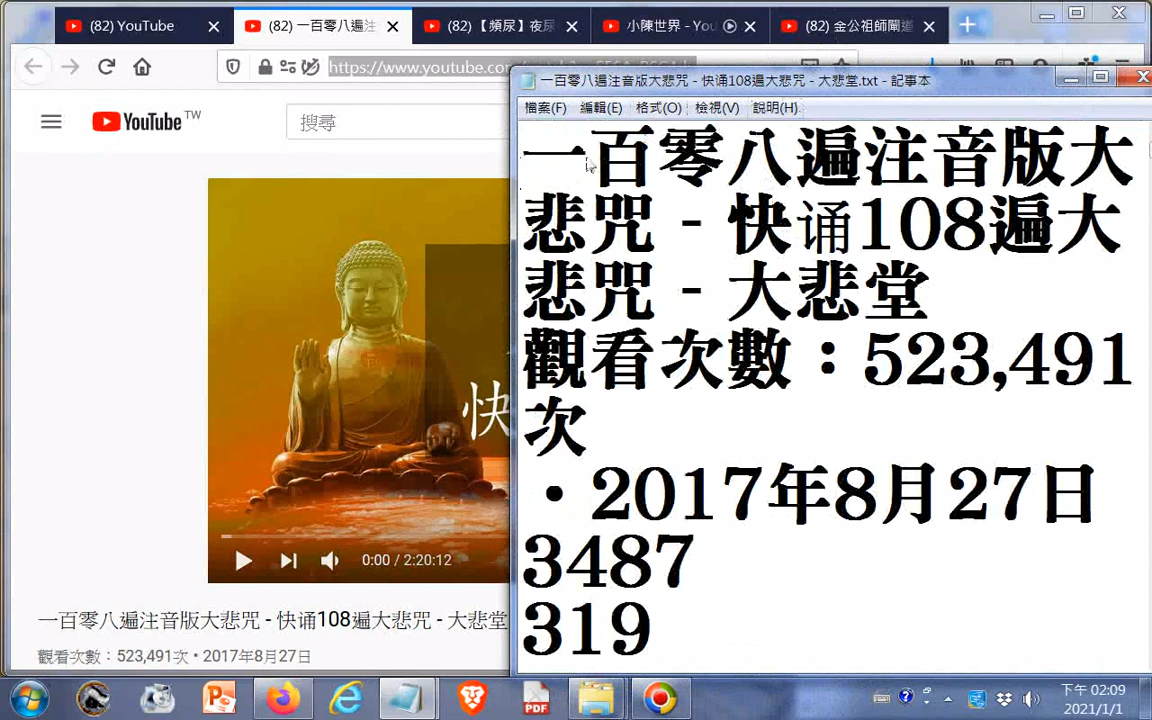 (82) YouTube
(82) 一百零八遍注
(82) 【頻尿】夜尿
小陳世界 - You
(82) 金公祖師闡道
https://www.youtube.com/
YouTube TW
搜尋
快
0:00 / 2:20:12
一百零八遍注音版大悲咒 - 快诵108遍大悲咒 - 大悲堂
觀看次數：523,491次 • 2017年8月27日
一百零八遍注音版大悲咒 - 快诵108遍大悲咒 - 大悲堂.txt - 記事本
檔案(F) 編輯(E) 格式(O) 檢視(V) 說明(H)
一百零八遍注音版大
悲咒 - 快诵108遍大
悲咒 - 大悲堂
觀看次數：523,491
次
•2017年8月27日
3487
319
PDF
下午 02:09
2021/1/1